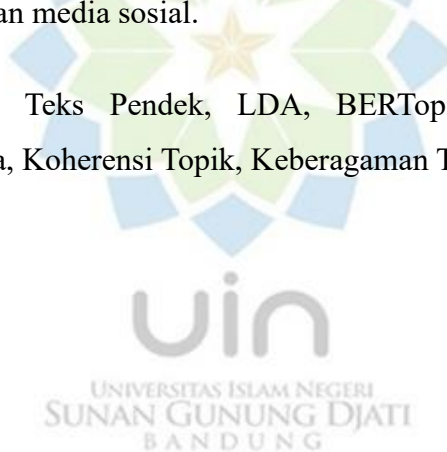 an media sosial.
Teks Pendek, LDA, BERTop
a, Koherensi Topik, Keberagaman T
uin
UNIVERSITAS ISLAM NEGERI
SUNAN GUNUNG DJATI
BANDUNG